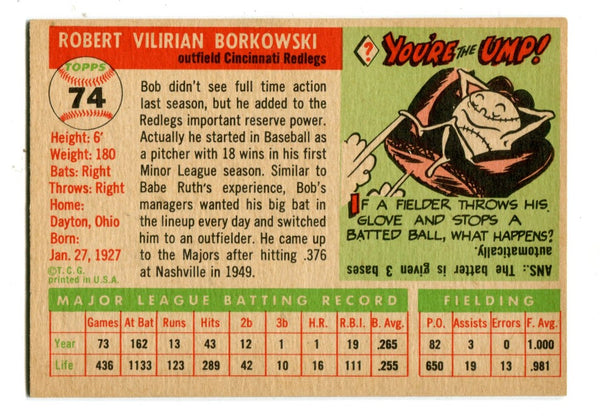 ROBERT VILIRIAN BORKOWSKI
outfield Cincinnati Redlegs
TOPPS
74
Height: 6'
Weight: 180
Bats: Right
Throws: Right
Home:
Dayton, Ohio
Born:
Jan. 27, 1927
©T.C.G.
printed in U.S.A.
Bob didn't see full time action
last season, but he added to the
Redlegs important reserve power.
Actually he started in Baseball as
a pitcher with 18 wins in his first
Minor League season. Similar to
Babe Ruth's experience, Bob's
managers wanted his big bat in
the lineup every day and switched
him to an outfielder. He came up
to the Majors after hitting .376
at Nashville in 1949.
? YOU'RE THE UMP!
IF A FIELDER THROWS HIS
GLOVE AND STOPS A
BATTED BALL, WHAT HAPPENS?
ANS.: The batter is given 3 bases
automatically.
MAJOR LEAGUE BATTING RECORD
Games At Bat Runs Hits 2b 3b H.R. R.B.I. B. Avg.
Year 73 162 13 43 12 1 1 19 .265
Life 436 1133 123 289 42 10 16 111 .255
FIELDING
P.O. Assists Errors F. Avg.
82 3 0 1.000
650 19 13 .981